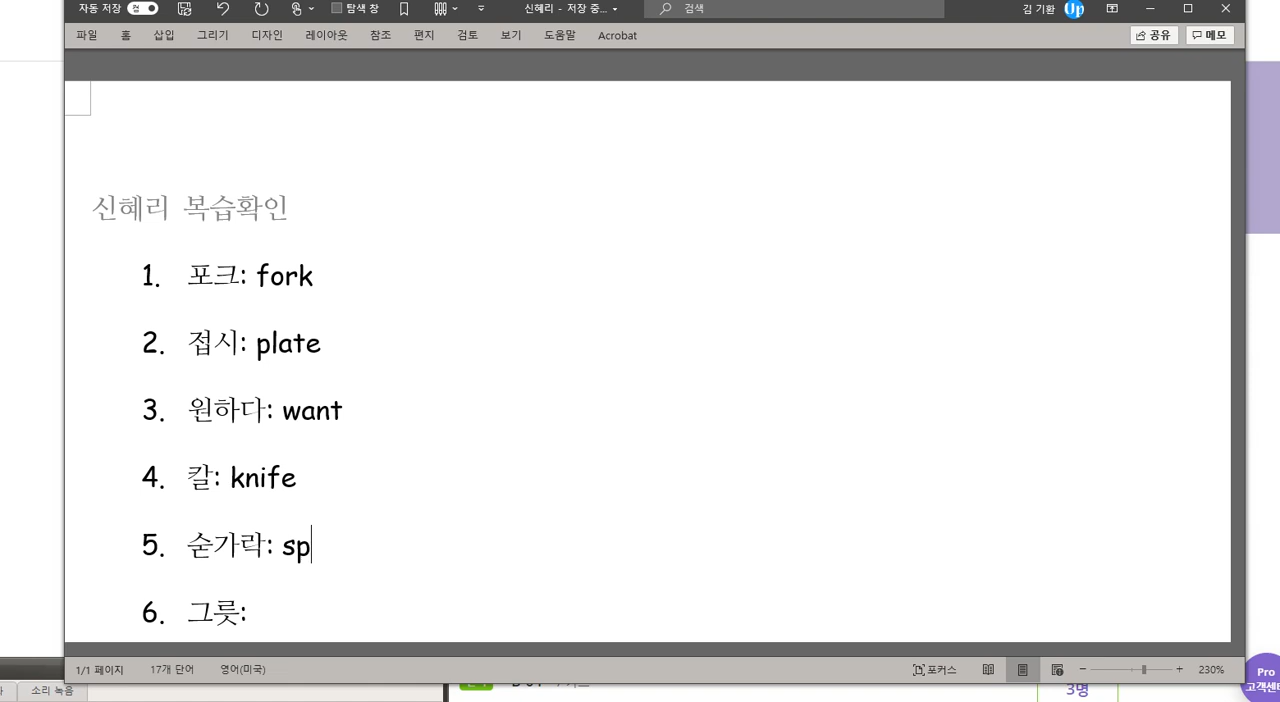 자동 저장 컴 탐색 창 신혜리 - 저장 중... 검색 김 기환 Up
파일 홈 삽입 그리기 디자인 레이아웃 참조 편지 검토 보기 도움말 Acrobat 공유 메모
신혜리 복습확인
1. 포크: fork
2. 접시: plate
3. 원하다: want
4. 칼: knife
5. 숟가락: sp
6. 그릇:
1/1 페이지 17개 단어 영어(미국) 포커스 230%
소리 녹음 3명
Pro
고객센터